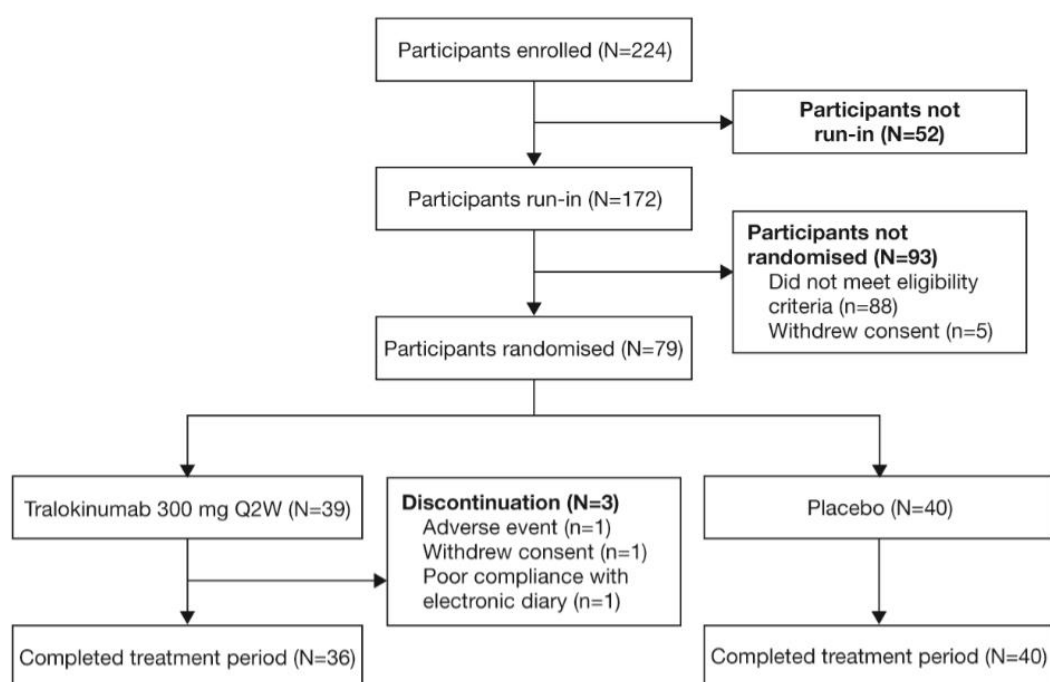 Participants enrolled (N=224)
Participants not
run-in (N=52)
Participants run-in (N=172)
Participants not
randomised (N=93)
Did not meet eligibility
criteria (n=88)
Withdrew consent (n=5)
Participants randomised (N=79)
Tralokinumab 300 mg Q2W (N=39)
Discontinuation (N=3)
Adverse event (n=1)
Withdrew consent (n=1)
Poor compliance with
electronic diary (n=1)
Placebo (N=40)
Completed treatment period (N=36)
Completed treatment period (N=40)